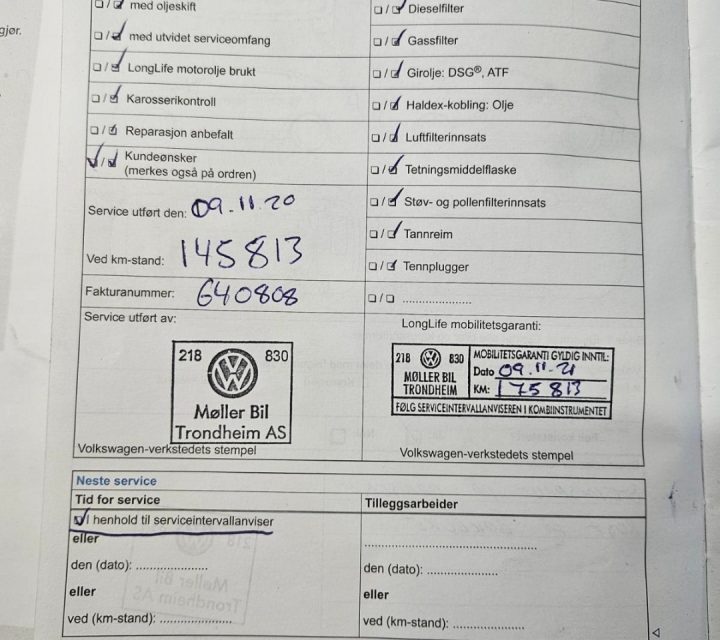 gjør.
med oljeskift
med utvidet serviceomfang
LongLife motorolje brukt
Karosserikontroll
Reparasjon anbefalt
Kundeønsker
(merkes også på ordren)
Service utført den: 09.11.20
Ved km-stand: 145813
Fakturanummer: 640808
Service utført av:
218 830
Møller Bil
Trondheim AS
Volkswagen-verkstedets stempel
Dieselfilter
Gassfilter
Girolje: DSG®, ATF
Haldex-kobling: Olje
Luftfilterinnsats
Tetningsmiddelflaske
Støv- og pollenfilterinnsats
Tannreim
Tennplugger
LongLife mobilitetsgaranti:
218 830
MØLLER BIL
TRONDHEIM
MOBILITETSGARANTI GYLDIG INNTIL:
Dato 09.11.21
KM: 175813
FØLG SERVICEINTERVALLANVISEREN I KOMBIINSTRUMENTET
Volkswagen-verkstedets stempel
Neste service
Tid for service
I henhold til serviceintervallanviser
eller
den (dato): ....................
eller
ved (km-stand): ....................
Tilleggsarbeider
den (dato): ....................
eller
ved (km-stand): ....................